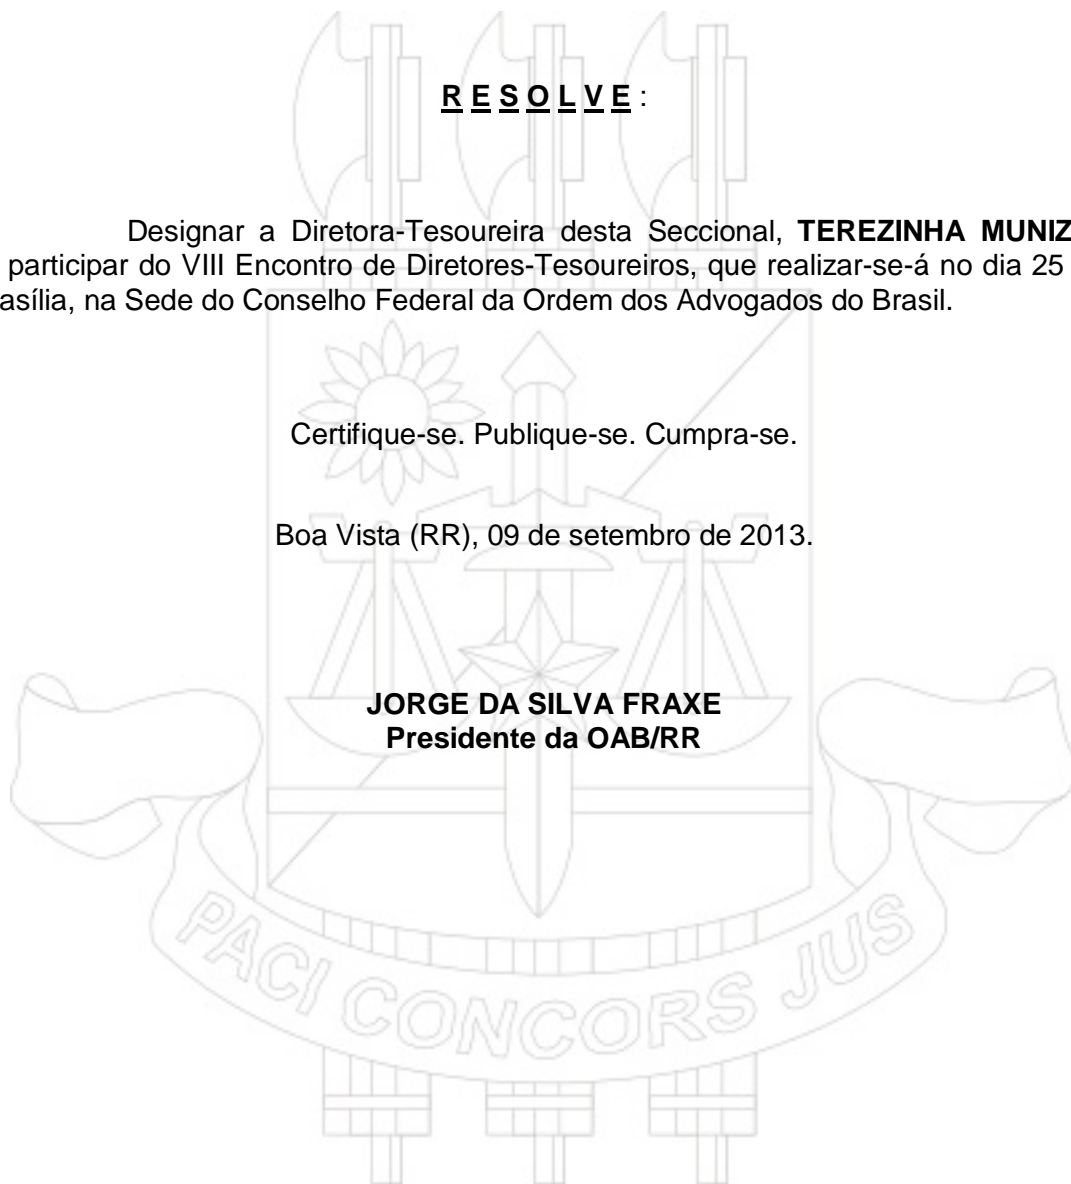 R E S O L V E :
Designar a Diretora-Tesoureira desta Seccional, TEREZINHA MUNIZ
participar do VIII Encontro de Diretores-Tesoureiros, que realizar-se-á no dia 25
asília, na Sede do Conselho Federal da Ordem dos Advogados do Brasil.
Certifique-se. Publique-se. Cumpra-se.
Boa Vista (RR), 09 de setembro de 2013.
JORGE DA SILVA FRAXE
Presidente da OAB/RR
PACI CONCORS JUS